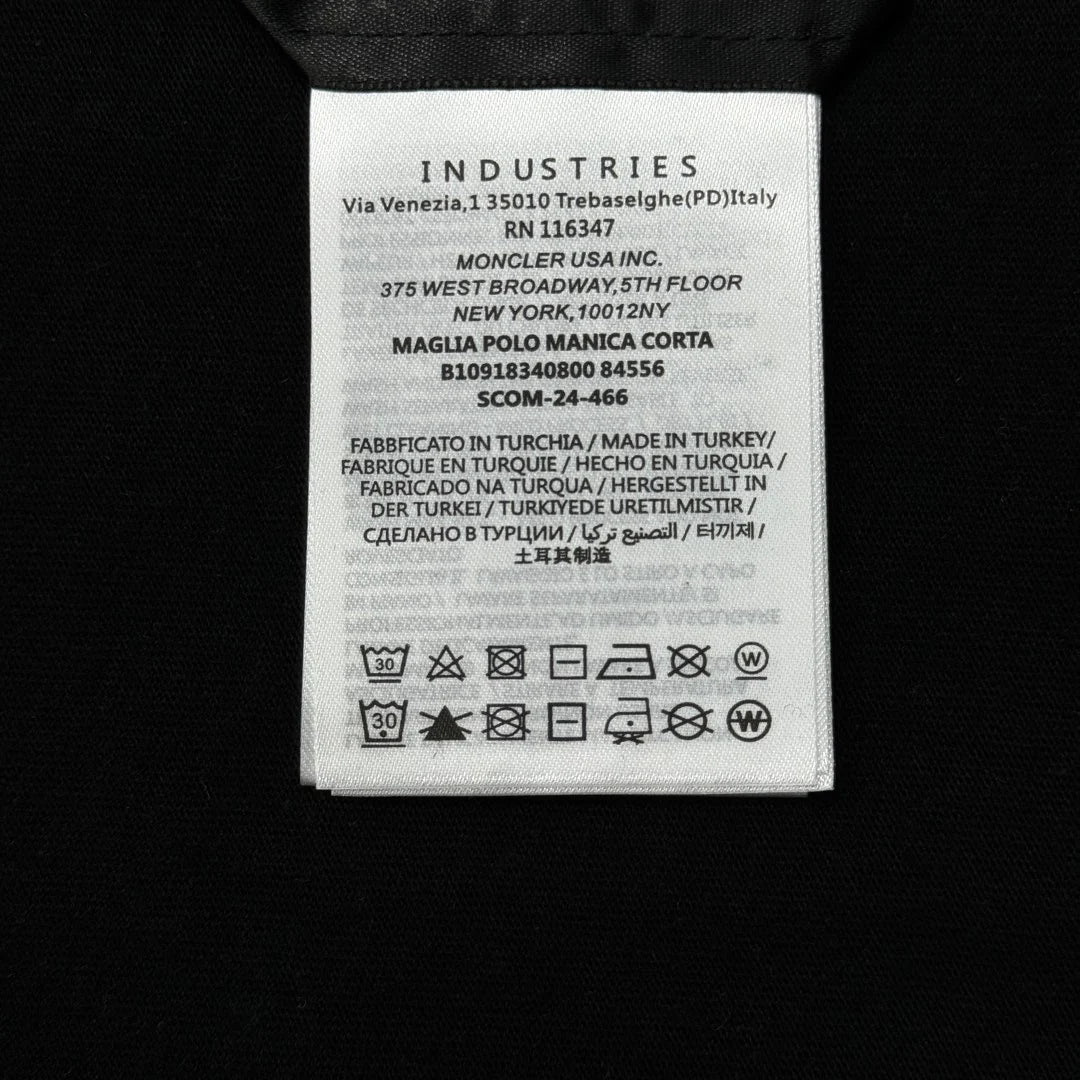 INDUSTRIES
Via Venezia,1 35010 Trebaselghe(PD)Italy
RN 116347
MONCLER USA INC.
375 WEST BROADWAY,5TH FLOOR
NEW YORK,10012NY
MAGLIA POLO MANICA CORTA
B10918340800 84556
SCOM-24-466
FABBFICATO IN TURCHIA / MADE IN TURKEY/
FABRIQUE EN TURQUIE / HECHO EN TURQUIA /
FABRICADO NA TURQUA / HERGESTELLT IN
DER TURKEI / TURKIYEDE URETILMISTIR /
СДЕЛАНО В ТУРЦИИ / التصنيع تركيا / 터끼제 /
土耳其制造
30 W
30 W